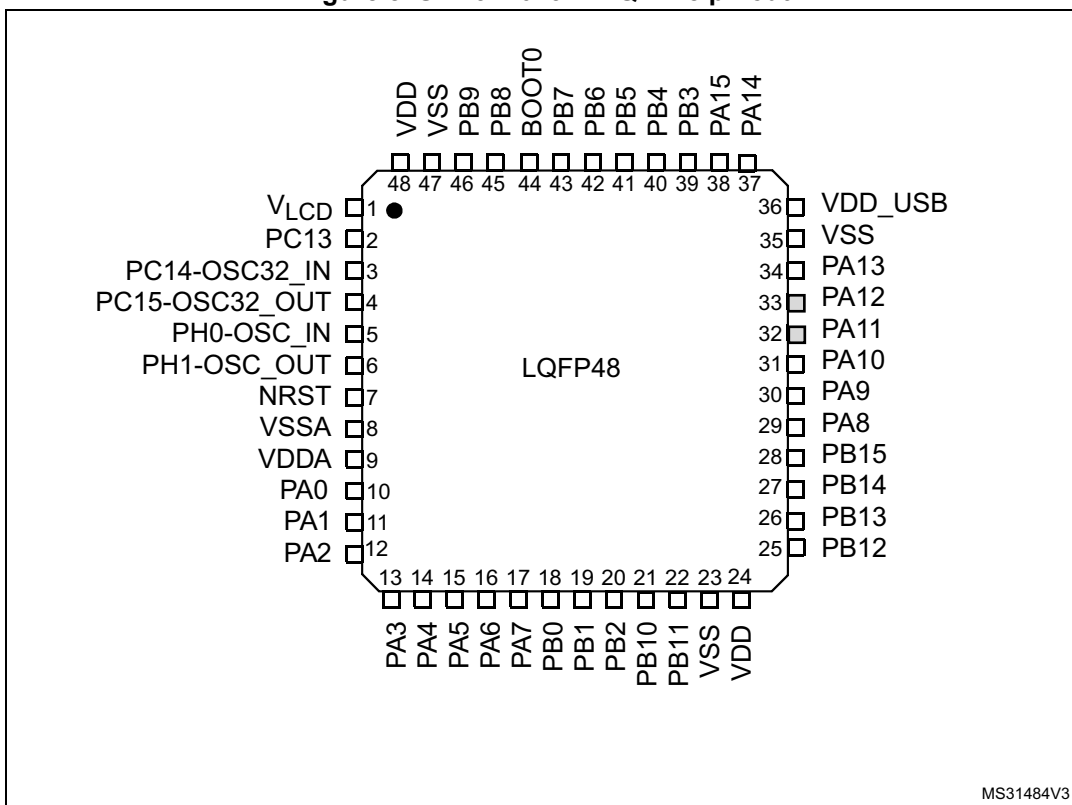 VDD
VSS
PB9
PB8
BOOT0
PB7
PB6
PB5
PB4
PB3
PA15
PA14
48 47 46 45 44 43 42 41 40 39 38 37
VLCD 1
PC13 2
PC14-OSC32_IN 3
PC15-OSC32_OUT 4
PH0-OSC_IN 5
PH1-OSC_OUT 6
NRST 7
VSSA 8
VDDA 9
PA0 10
PA1 11
PA2 12
LQFP48
36 VDD_USB
35 VSS
34 PA13
33 PA12
32 PA11
31 PA10
30 PA9
29 PA8
28 PB15
27 PB14
26 PB13
25 PB12
13 14 15 16 17 18 19 20 21 22 23 24
PA3
PA4
PA5
PA6
PA7
PB0
PB1
PB2
PB10
PB11
VSS
VDD
MS31484V3